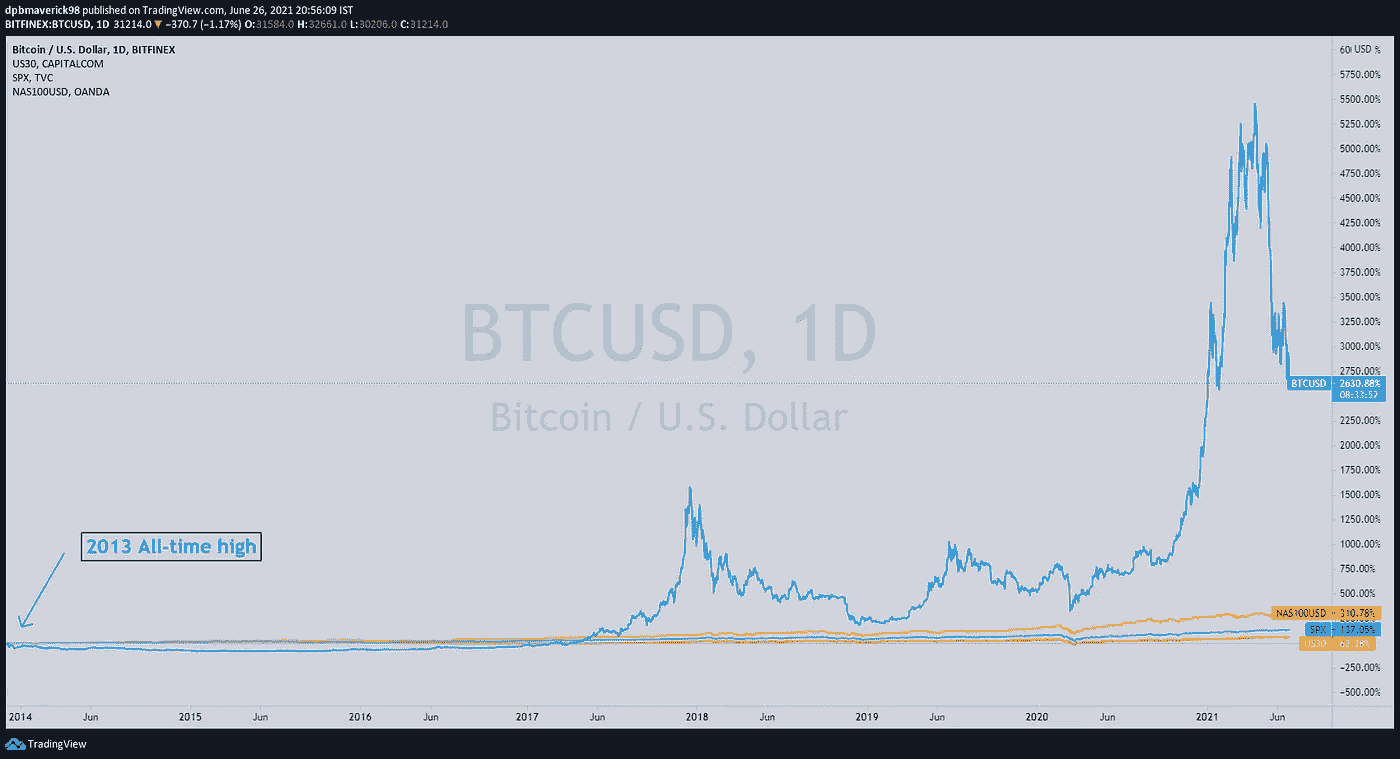 dpbmaverick98 published on TradingView.com, June 26, 2021 20:56:09 IST
BITFINEX:BTCUSD, 1D 31214.0 ▼ −370.7 (−1.17%) O:31584.0 H:32661.0 L:30206.0 C:31214.0
Bitcoin / U.S. Dollar, 1D, BITFINEX
US30, CAPITALCOM
SPX, TVC
NAS100USD, OANDA
USD %
5750.00%
5500.00%
5250.00%
5000.00%
4750.00%
4500.00%
4250.00%
4000.00%
3750.00%
3500.00%
3250.00%
3000.00%
2750.00%
BTCUSD 2630.88%
08:33:52
2250.00%
2000.00%
1750.00%
1500.00%
1250.00%
1000.00%
750.00%
500.00%
NAS100USD 310.78%
SPX 137.05%
US30 62.38%
−250.00%
−500.00%
BTCUSD, 1D
Bitcoin / U.S. Dollar
2013 All-time high
2014 Jun 2015 Jun 2016 Jun 2017 Jun 2018 Jun 2019 Jun 2020 Jun 2021 Jun
TradingView